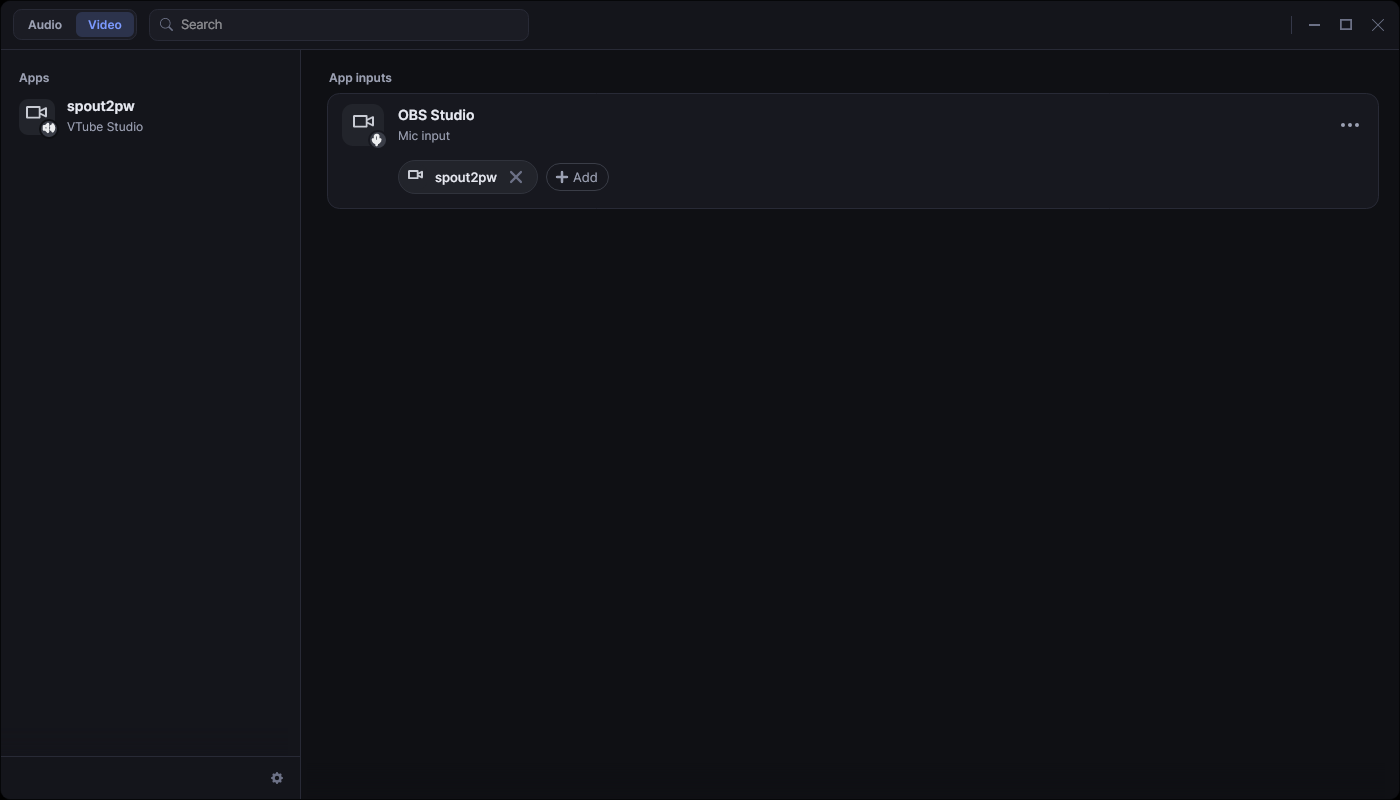 Audio
Video
Search
Apps
spout2pw
VTube Studio
App inputs
OBS Studio
Mic input
spout2pw
Add